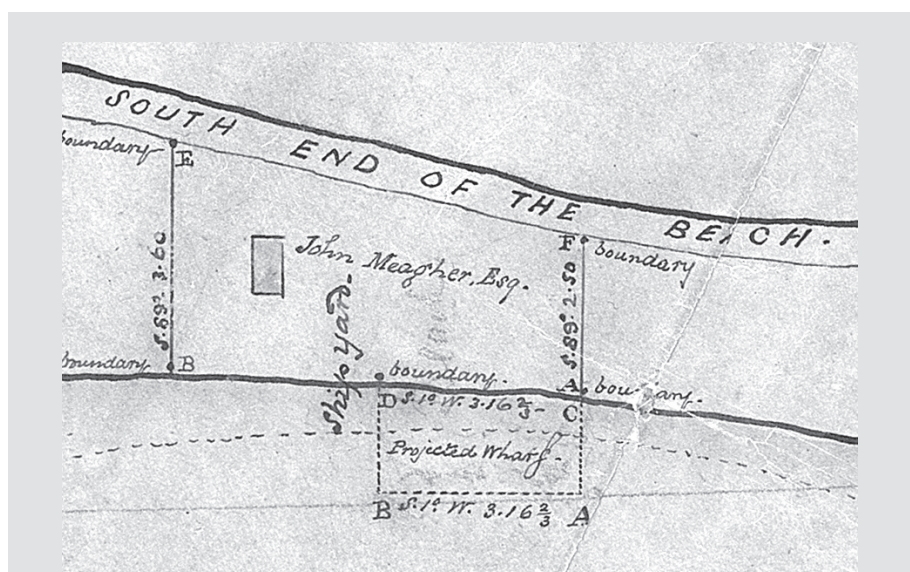 SOUTH END OF THE BEACH.
boundary
E
F
boundary
John Meagher, Esq.
S.89° 3.60
Ship Yard
S.89° 2.50
boundary
B
boundary.
A
boundary.
D
S.1° W. 3.16 2/3
C
Projected Wharf.
B
S.1° W. 3.16 2/3
A